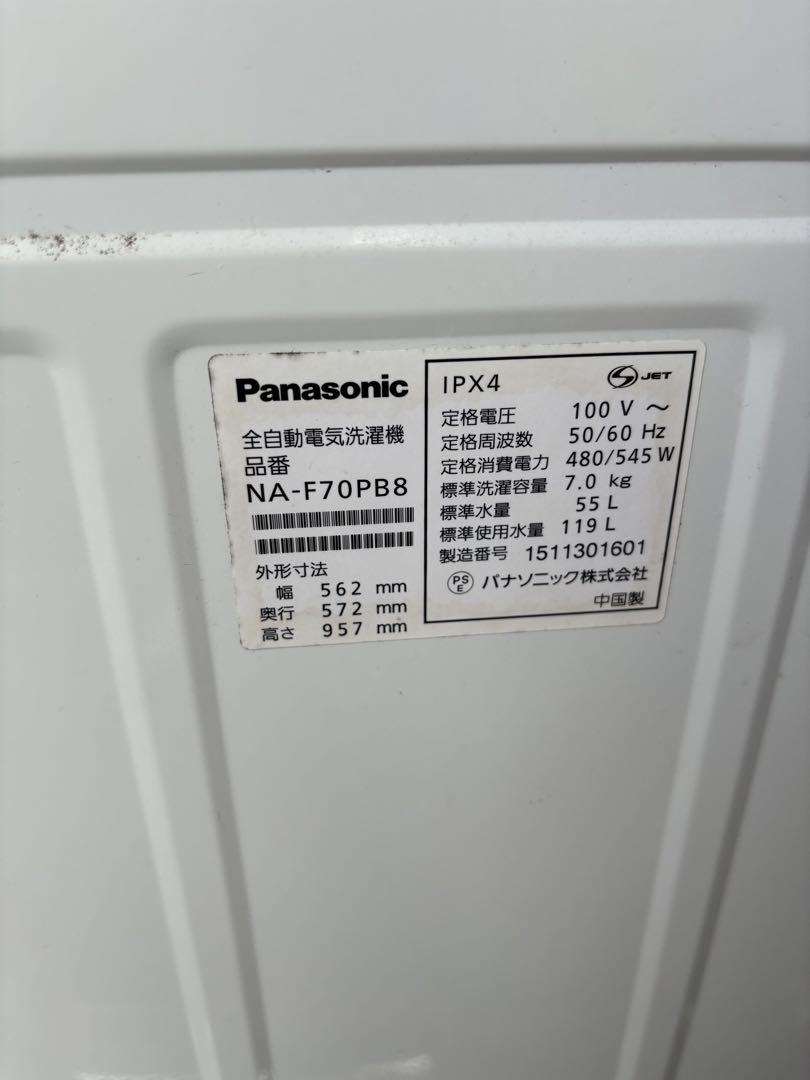 Panasonic
全自動電気洗濯機
品番
NA-F70PB8
外形寸法
幅 562 mm
奥行 572 mm
高さ 957 mm
IPX4
S JET
定格電圧 100 V ～
定格周波数 50/60 Hz
定格消費電力 480/545 W
標準洗濯容量 7.0 kg
標準水量 55 L
標準使用水量 119 L
製造番号 1511301601
PSE パナソニック株式会社
中国製